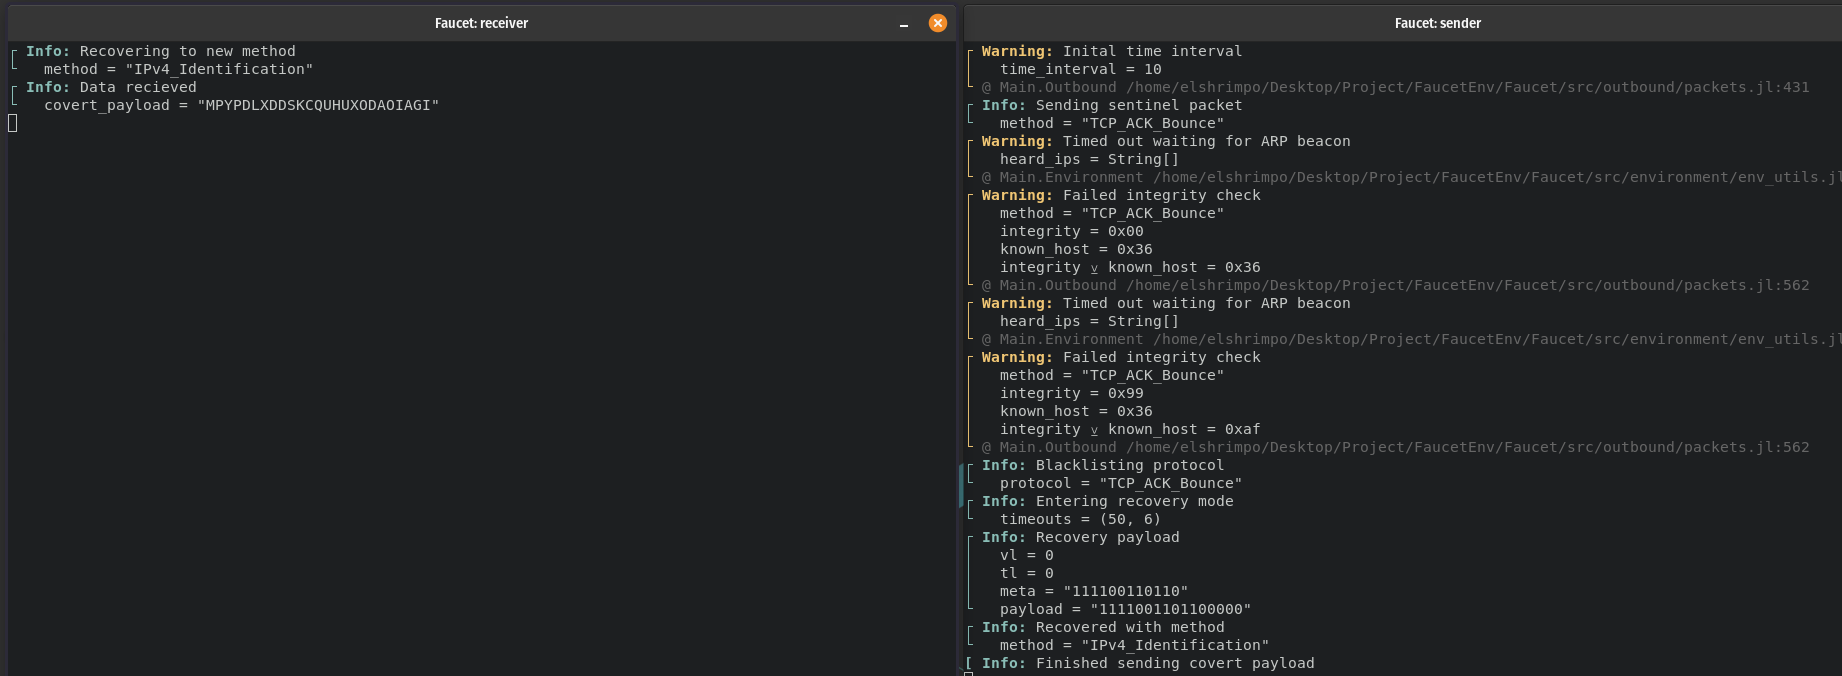 Faucet: receiver
Info: Recovering to new method
method = "IPv4_Identification"
Info: Data recieved
covert_payload = "MPYPDLXDDSKCQUHUXODAOIAGI"
Faucet: sender
Warning: Inital time interval
time_interval = 10
@ Main.Outbound /home/elshrimpo/Desktop/Project/FaucetEnv/Faucet/src/outbound/packets.jl:431
Info: Sending sentinel packet
method = "TCP_ACK_Bounce"
Warning: Timed out waiting for ARP beacon
heard_ips = String[]
@ Main.Environment /home/elshrimpo/Desktop/Project/FaucetEnv/Faucet/src/environment/env_utils.jl
Warning: Failed integrity check
method = "TCP_ACK_Bounce"
integrity = 0x00
known_host = 0x36
integrity ⊻ known_host = 0x36
@ Main.Outbound /home/elshrimpo/Desktop/Project/FaucetEnv/Faucet/src/outbound/packets.jl:562
Warning: Timed out waiting for ARP beacon
heard_ips = String[]
@ Main.Environment /home/elshrimpo/Desktop/Project/FaucetEnv/Faucet/src/environment/env_utils.jl
Warning: Failed integrity check
method = "TCP_ACK_Bounce"
integrity = 0x99
known_host = 0x36
integrity ⊻ known_host = 0xaf
@ Main.Outbound /home/elshrimpo/Desktop/Project/FaucetEnv/Faucet/src/outbound/packets.jl:562
Info: Blacklisting protocol
protocol = "TCP_ACK_Bounce"
Info: Entering recovery mode
timeouts = (50, 6)
Info: Recovery payload
vl = 0
tl = 0
meta = "111100110110"
payload = "1111001101100000"
Info: Recovered with method
method = "IPv4_Identification"
[ Info: Finished sending covert payload